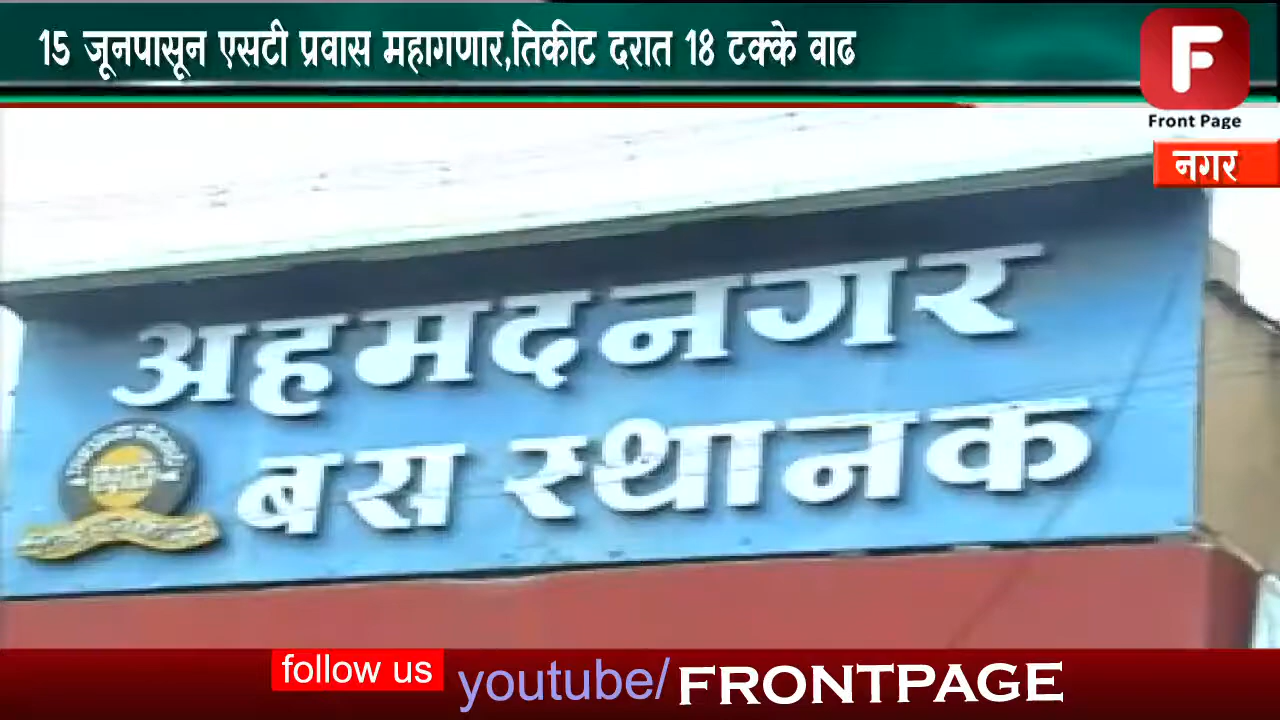 15 जूनपासून एसटी प्रवास महागणार,तिकीट दरात 18 टक्के वाढ
F
Front Page
नगर
अहमदनगर
बस स्थानक
follow us
youtube/ FRONTPAGE